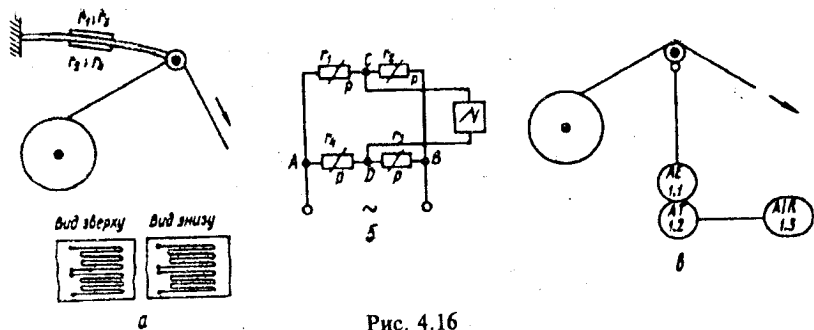 r₁; r₃
r₂; r₄
Вид зверху
Вид знизу
а
r₁
C
r₂
P
P
r₄
r₃
A
D
B
P
P
~
б
AE
1.1
AT
1.2
AIR
1.3
в
Рис. 4.16